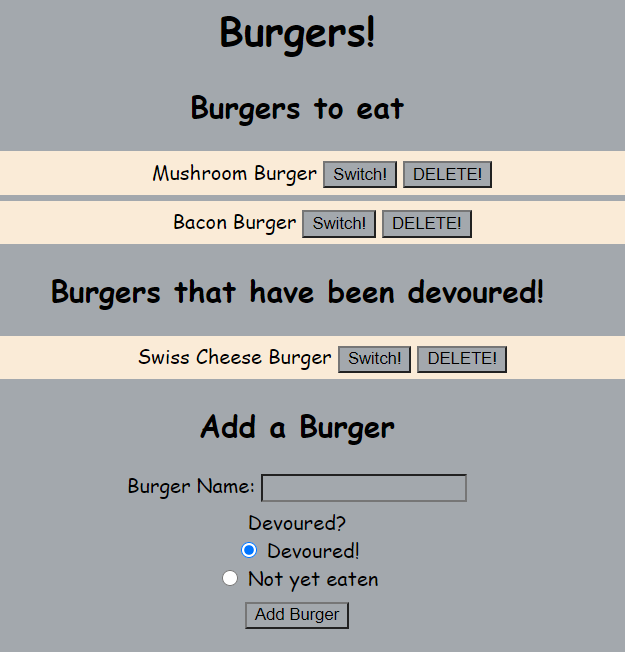 Burgers!
Burgers to eat
Mushroom Burger Switch! DELETE!
Bacon Burger Switch! DELETE!
Burgers that have been devoured!
Swiss Cheese Burger Switch! DELETE!
Add a Burger
Burger Name:
Devoured?
Devoured!
Not yet eaten
Add Burger